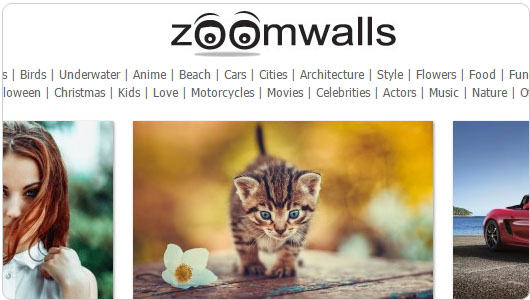 zoomwalls
s | Birds | Underwater | Anime | Beach | Cars | Cities | Architecture | Style | Flowers | Food | Fun
lloween | Christmas | Kids | Love | Motorcycles | Movies | Celebrities | Actors | Music | Nature | O